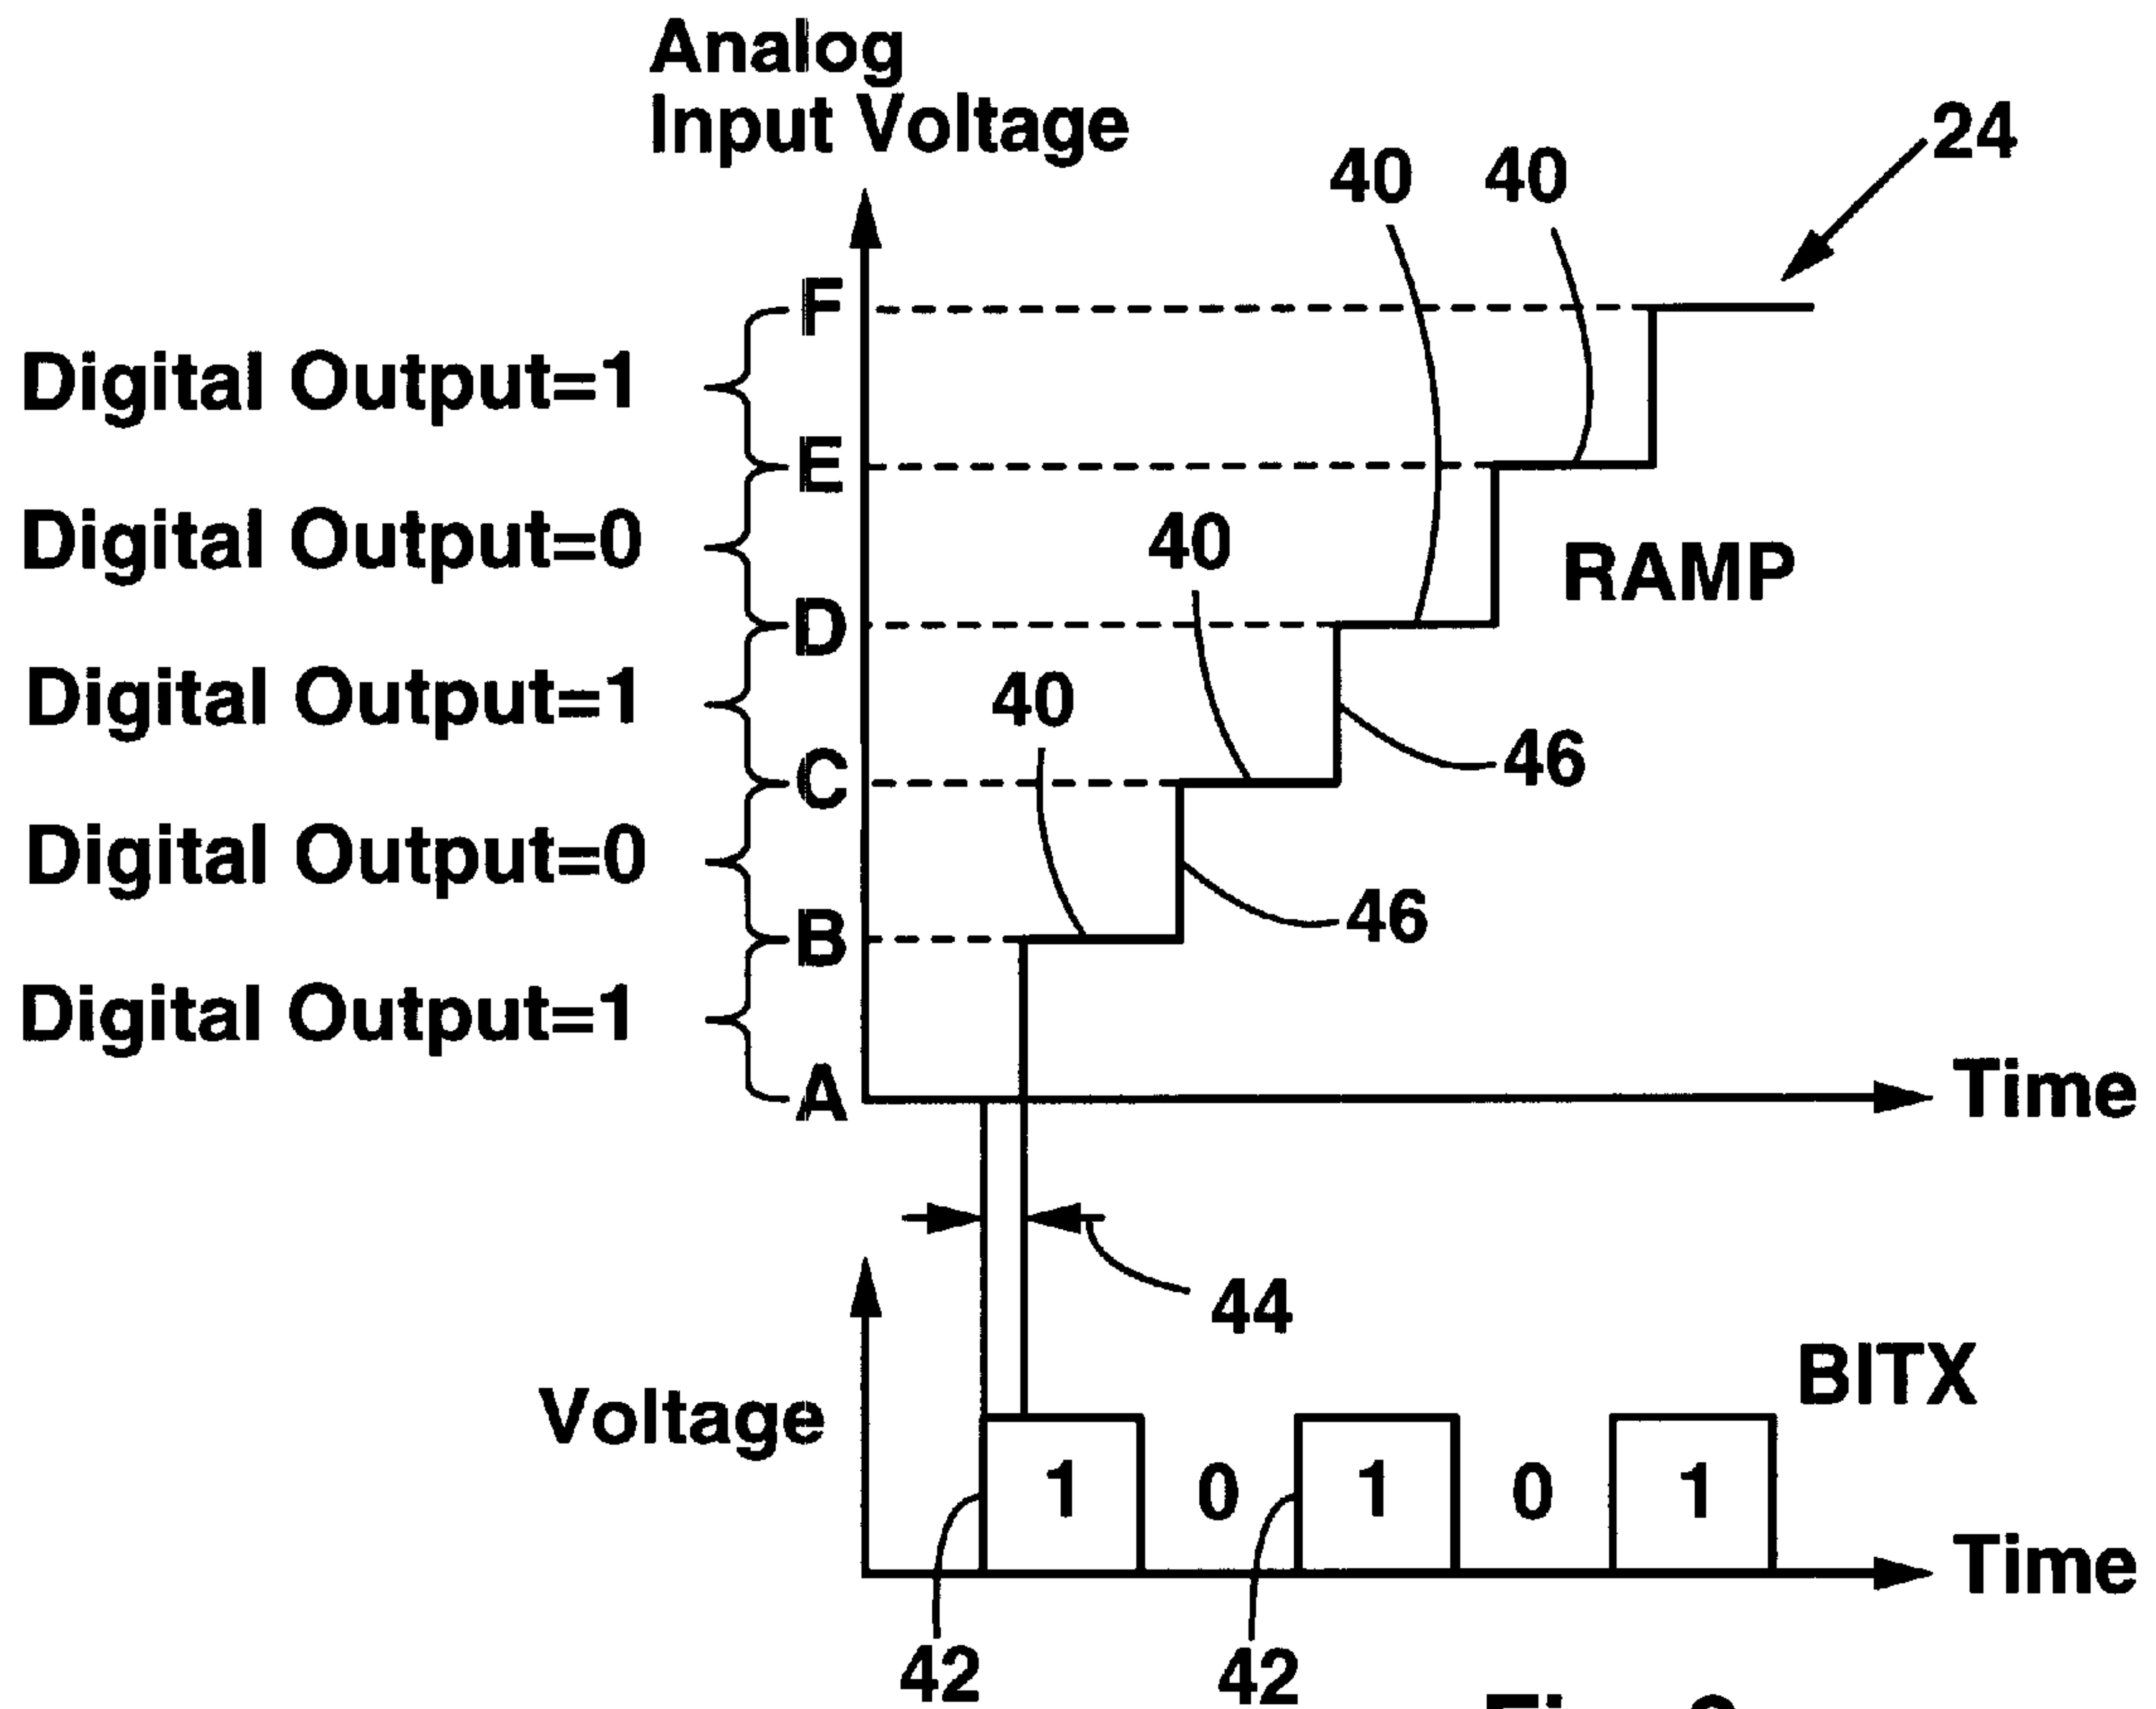 Analog
Input Voltage
24
40
40
F
Digital Output=1
E
Digital Output=0
40
RAMP
D
Digital Output=1
40
46
C
Digital Output=0
46
B
Digital Output=1
A
Time
44
BITX
Voltage
1
0
1
0
1
Time
42
42